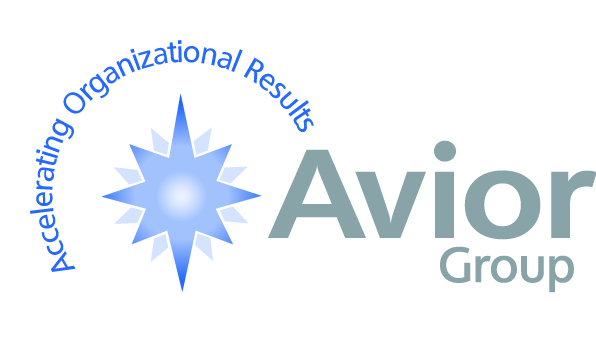 Accelerating Organizational Results
Avior
Group